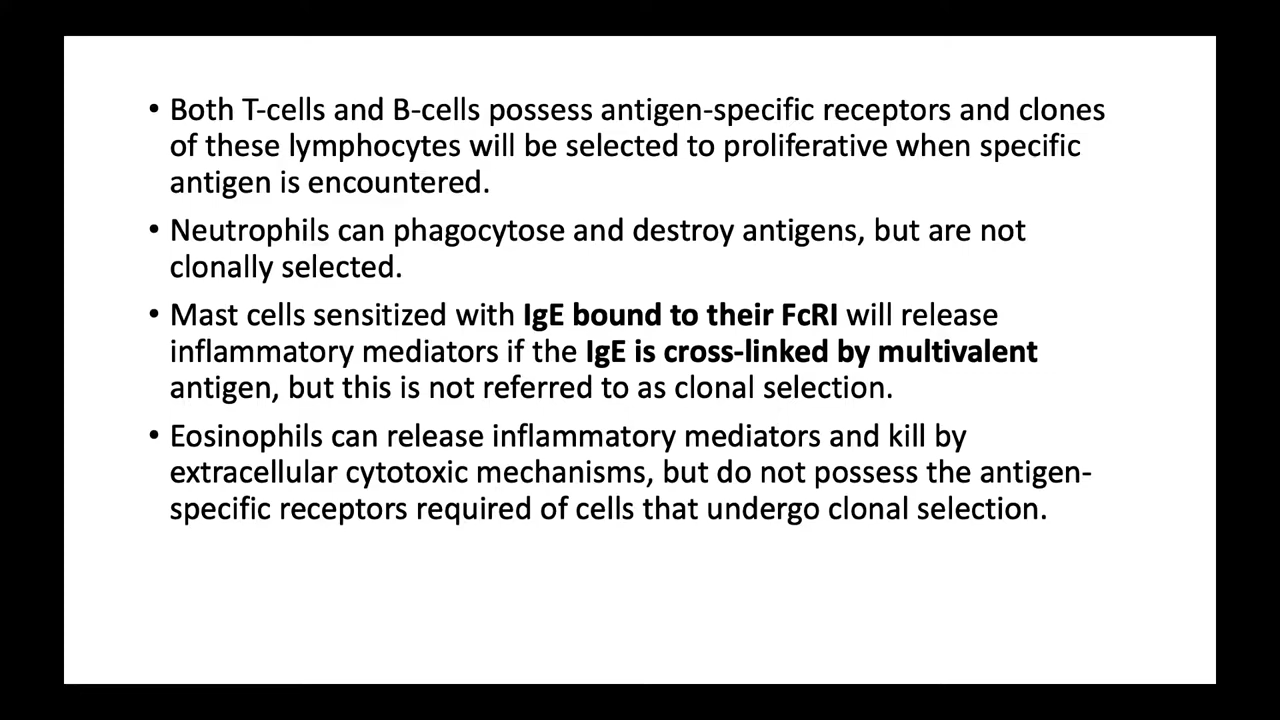 • Both T-cells and B-cells possess antigen-specific receptors and clones
of these lymphocytes will be selected to proliferative when specific
antigen is encountered.
• Neutrophils can phagocytose and destroy antigens, but are not
clonally selected.
• Mast cells sensitized with IgE bound to their FcRI will release
inflammatory mediators if the IgE is cross-linked by multivalent
antigen, but this is not referred to as clonal selection.
• Eosinophils can release inflammatory mediators and kill by
extracellular cytotoxic mechanisms, but do not possess the antigen-
specific receptors required of cells that undergo clonal selection.